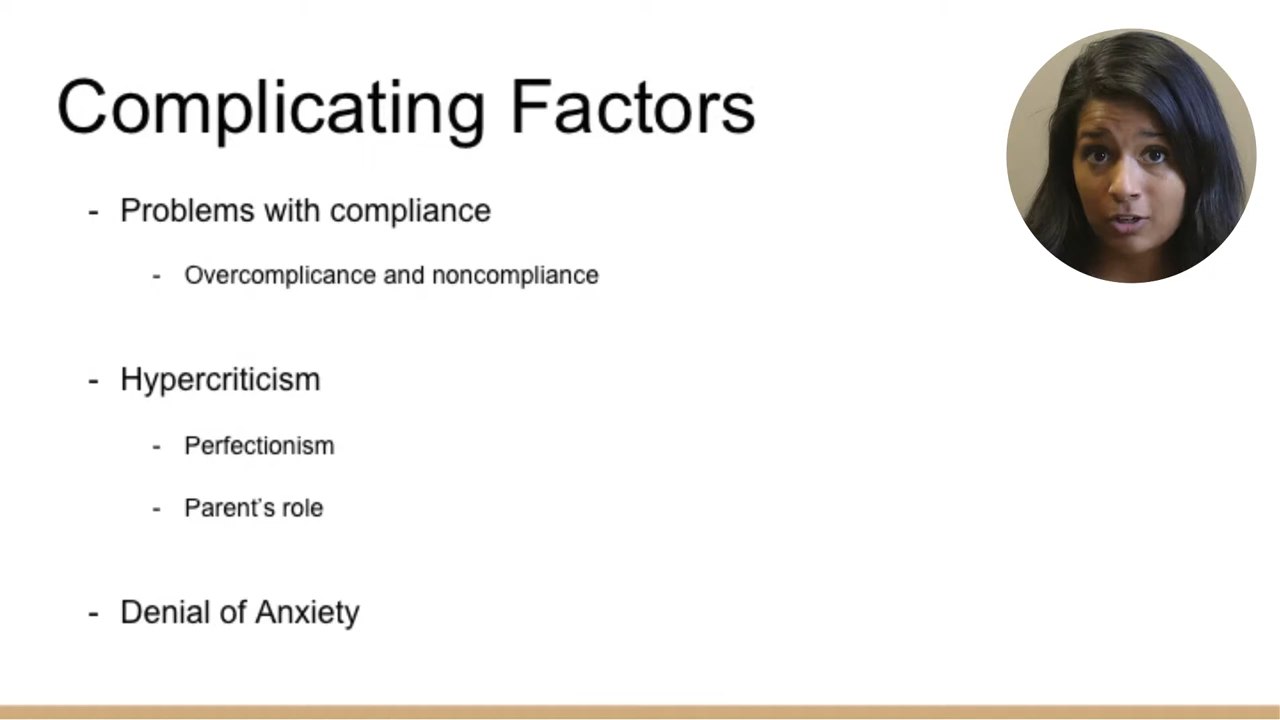 Complicating Factors
- Problems with compliance
- Overcomplicance and noncompliance
- Hypercriticism
- Perfectionism
- Parent's role
- Denial of Anxiety